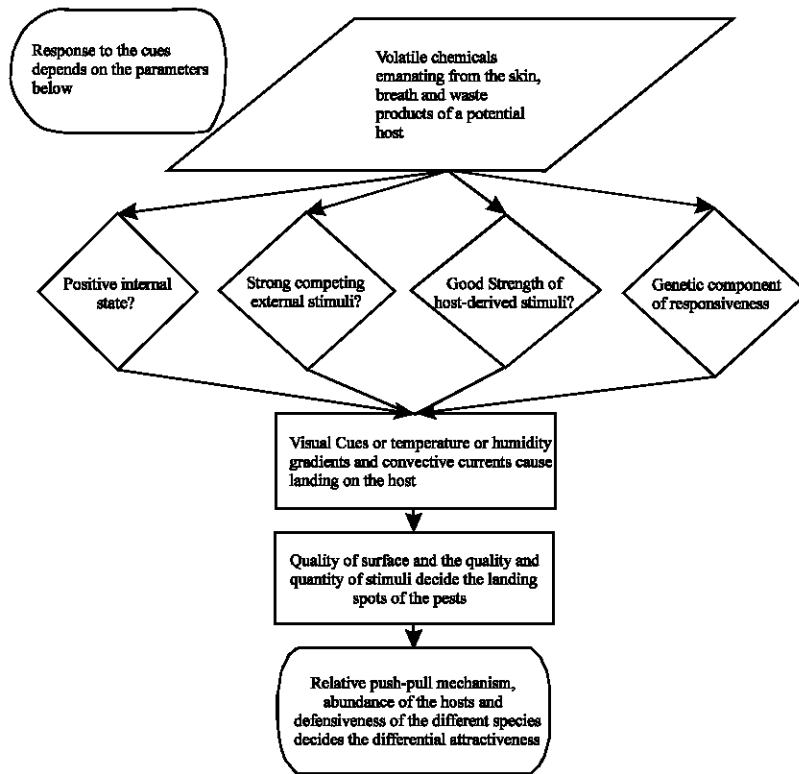 Response to the cues
depends on the parameters
below
Volatile chemicals
emanating from the skin,
breath and waste
products of a potential
host
Positive internal
state?
Strong competing
external stimuli?
Good Strength of
host-derived stimuli?
Genetic component
of responsiveness
Visual Cues or temperature or humidity
gradients and convective currents cause
landing on the host
Quality of surface and the quality and
quantity of stimuli decide the landing
spots of the pests
Relative push-pull mechanism,
abundance of the hosts and
defensiveness of the different species
decides the differential attractiveness